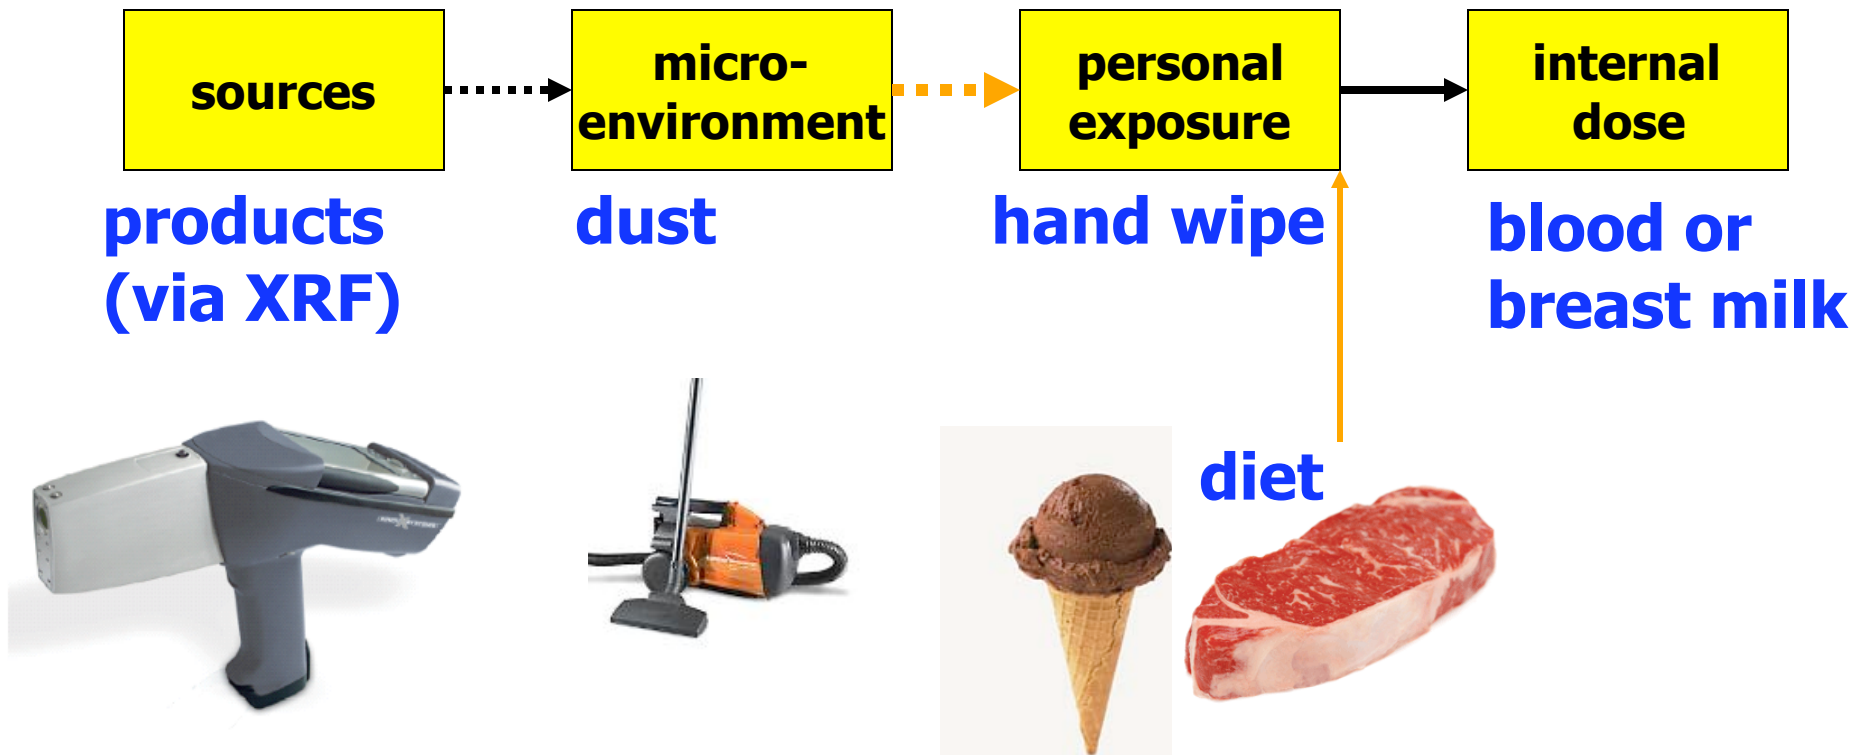 sources
micro-
environment
personal
exposure
internal
dose
products
(via XRF)
dust
hand wipe
blood or
breast milk
diet